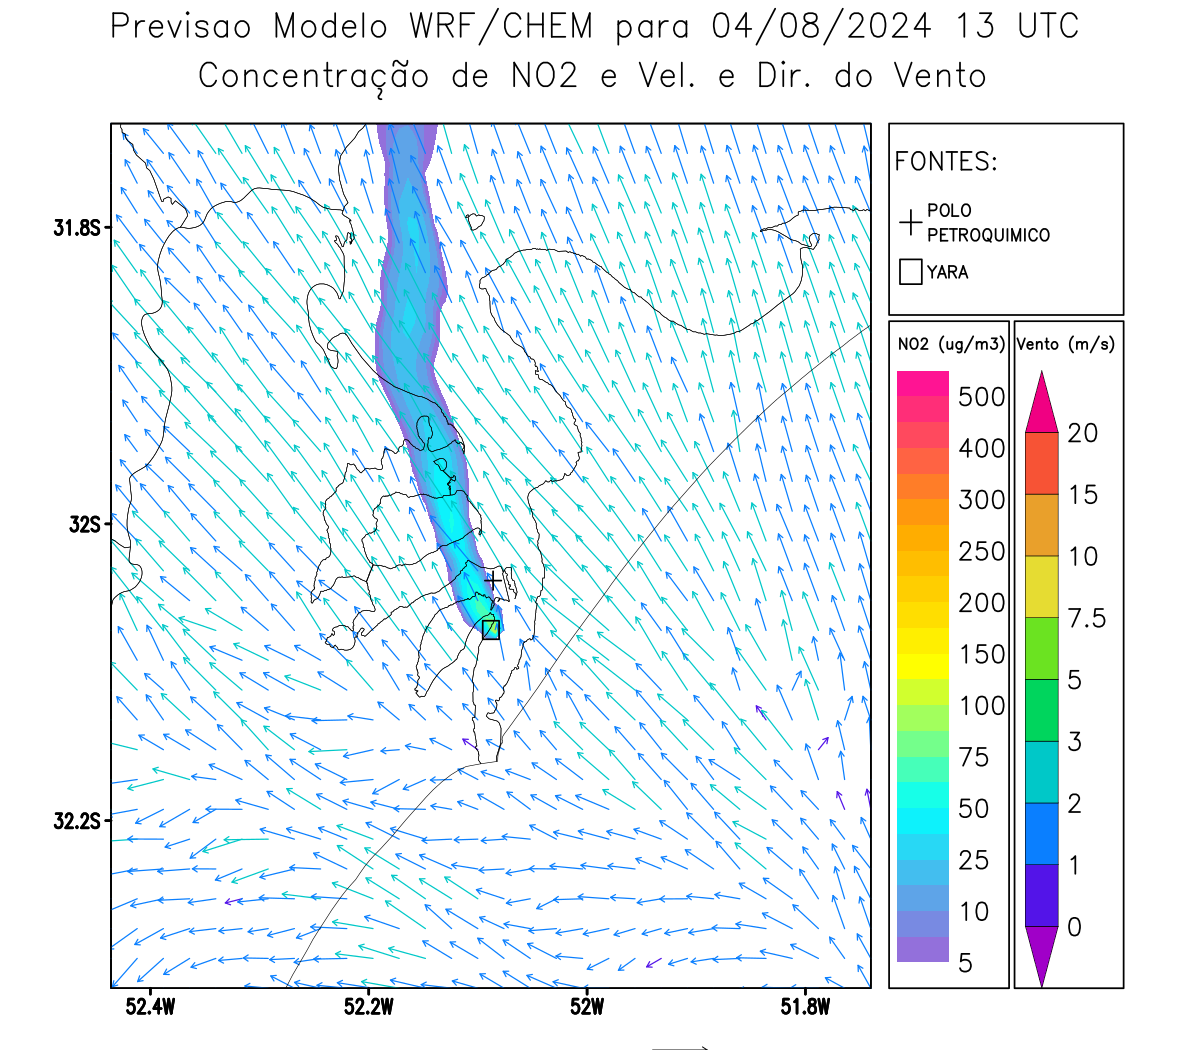 Previsao Modelo WRF/CHEM para 04/08/2024 13 UTC
Concentração de NO2 e Vel. e Dir. do Vento
FONTES:
POLO
PETROQUIMICO
YARA
NO2 (ug/m3)
500
400
300
250
200
150
100
75
50
25
10
5
Vento (m/s)
20
15
10
7.5
5
3
2
1
0
31.8S
32S
32.2S
52.4W
52.2W
52W
51.8W